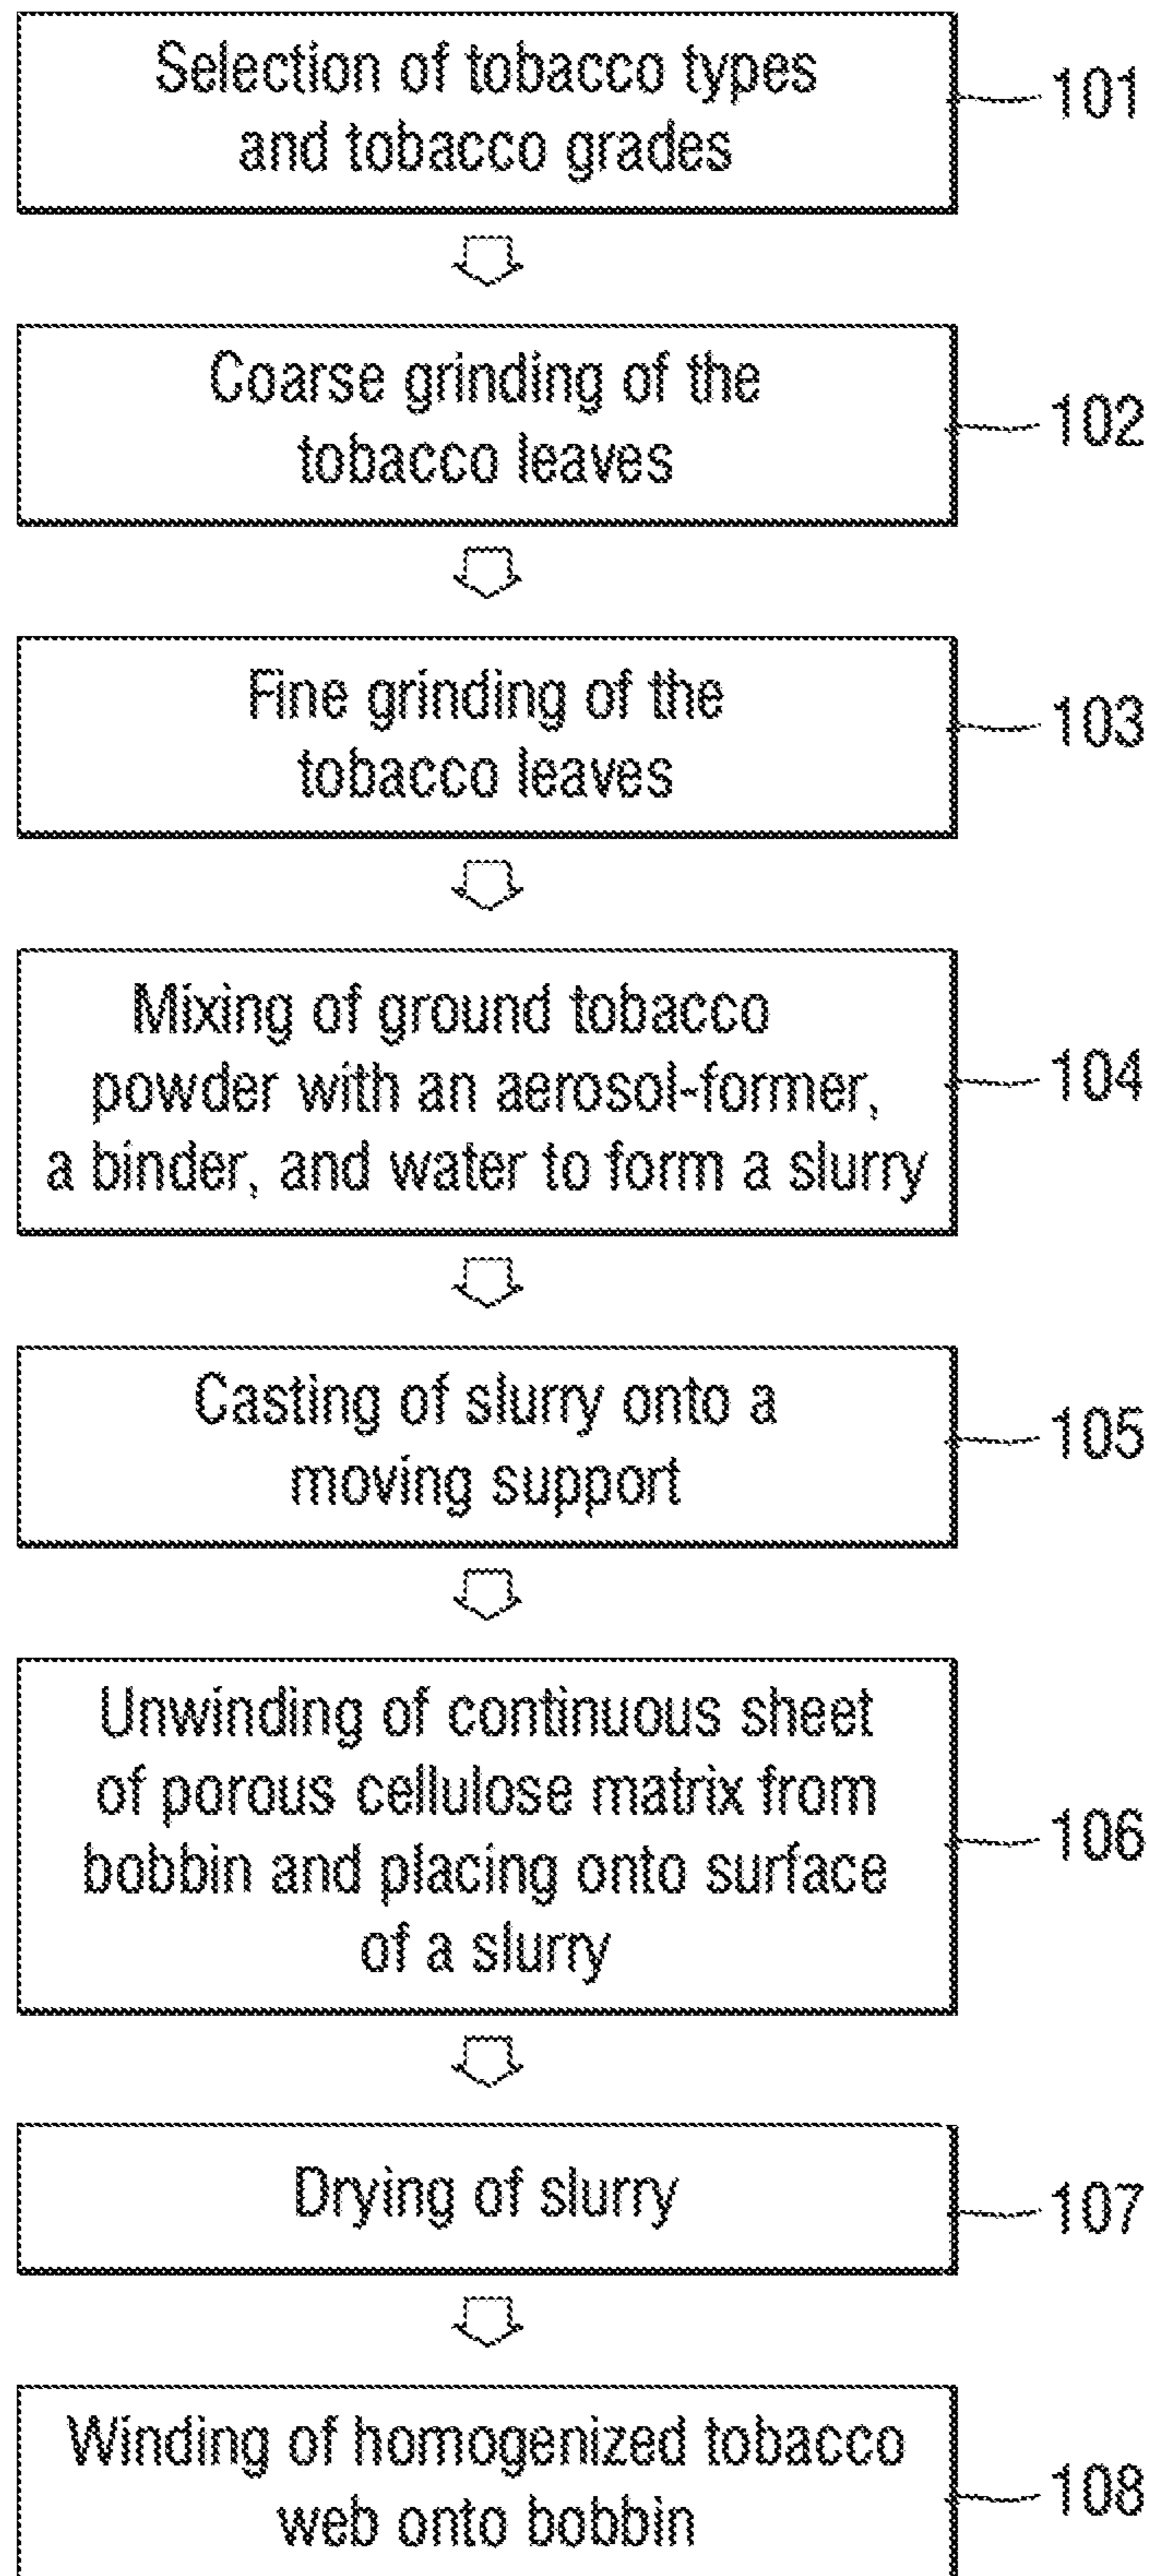 Selection of tobacco types
and tobacco grades
101
Coarse grinding of the
tobacco leaves
102
Fine grinding of the
tobacco leaves
103
Mixing of ground tobacco
powder with an aerosol-former,
a binder, and water to form a slurry
104
Casting of slurry onto a
moving support
105
Unwinding of continuous sheet
of porous cellulose matrix from
bobbin and placing onto surface
of a slurry
106
Drying of slurry
107
Winding of homogenized tobacco
web onto bobbin
108